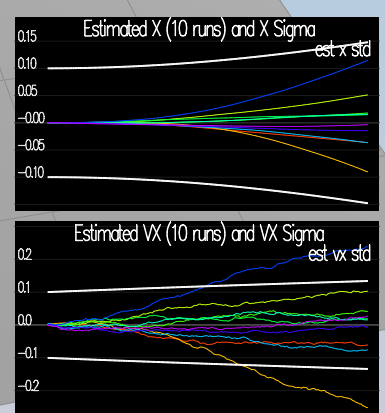 Estimated X (10 runs) and X Sigma
0.15
est x std
0.10
0.05
-0.00
-0.05
-0.10
Estimated VX (10 runs) and VX Sigma
est vx std
0.2
0.1
0.0
-0.1
-0.2